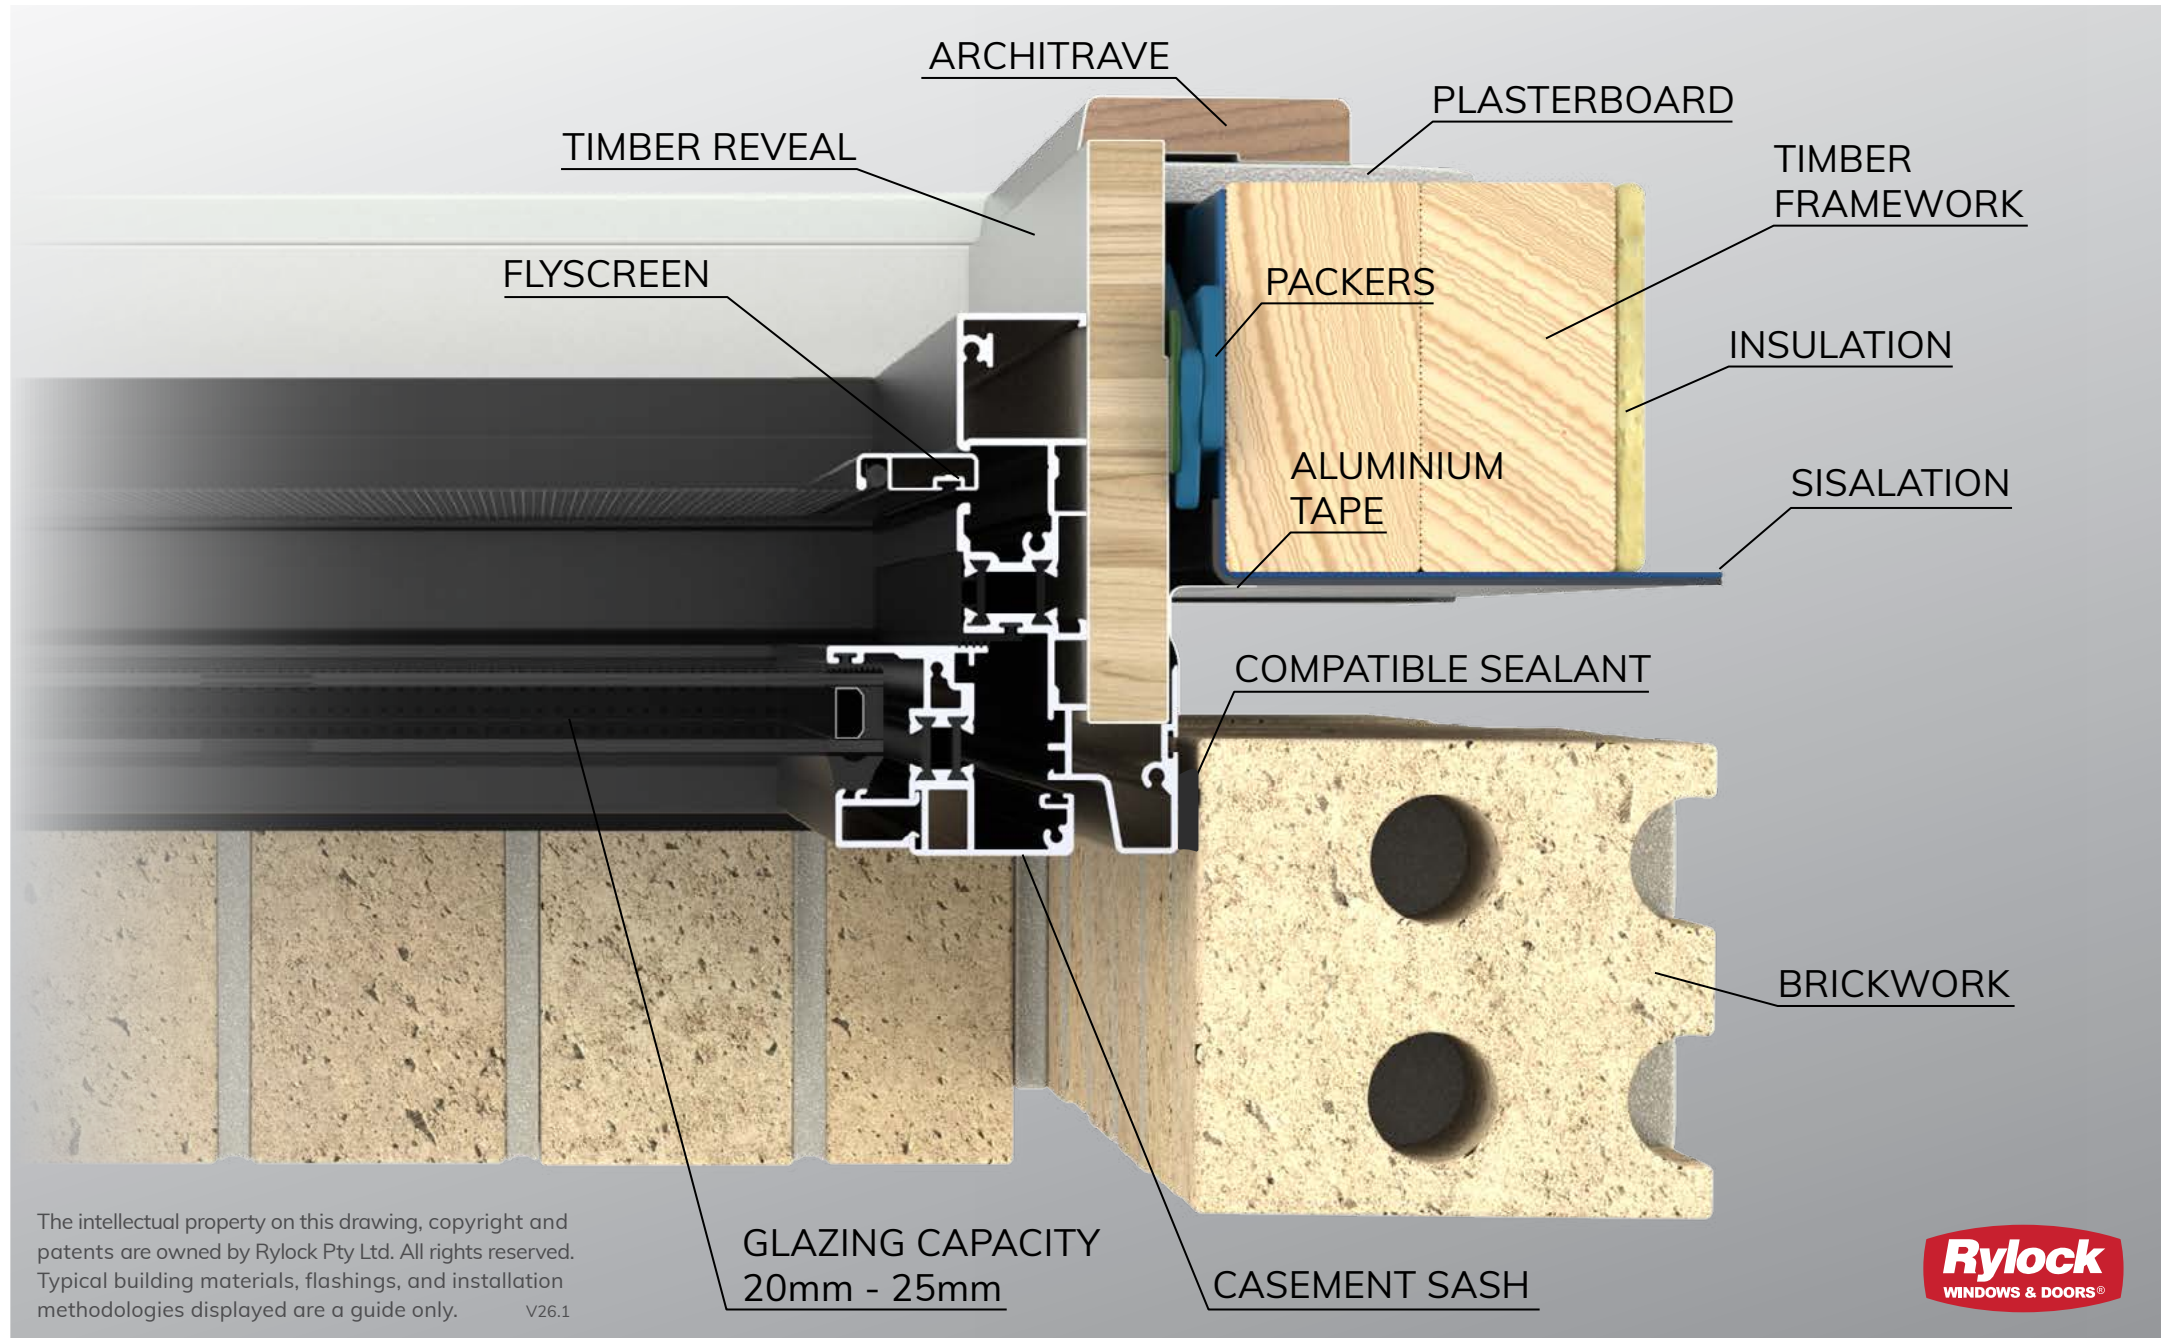 ARCHITRAVE
PLASTERBOARD
TIMBER REVEAL
TIMBER
FRAMEWORK
FLYSCREEN
PACKERS
INSULATION
ALUMINIUM
TAPE
SISALATION
COMPATIBLE SEALANT
BRICKWORK
The intellectual property on this drawing, copyright and
patents are owned by Rylock Pty Ltd. All rights reserved.
Typical building materials, flashings, and installation
methodologies displayed are a guide only. V26.1
GLAZING CAPACITY
20mm - 25mm
CASEMENT SASH
Rylock
WINDOWS & DOORS®